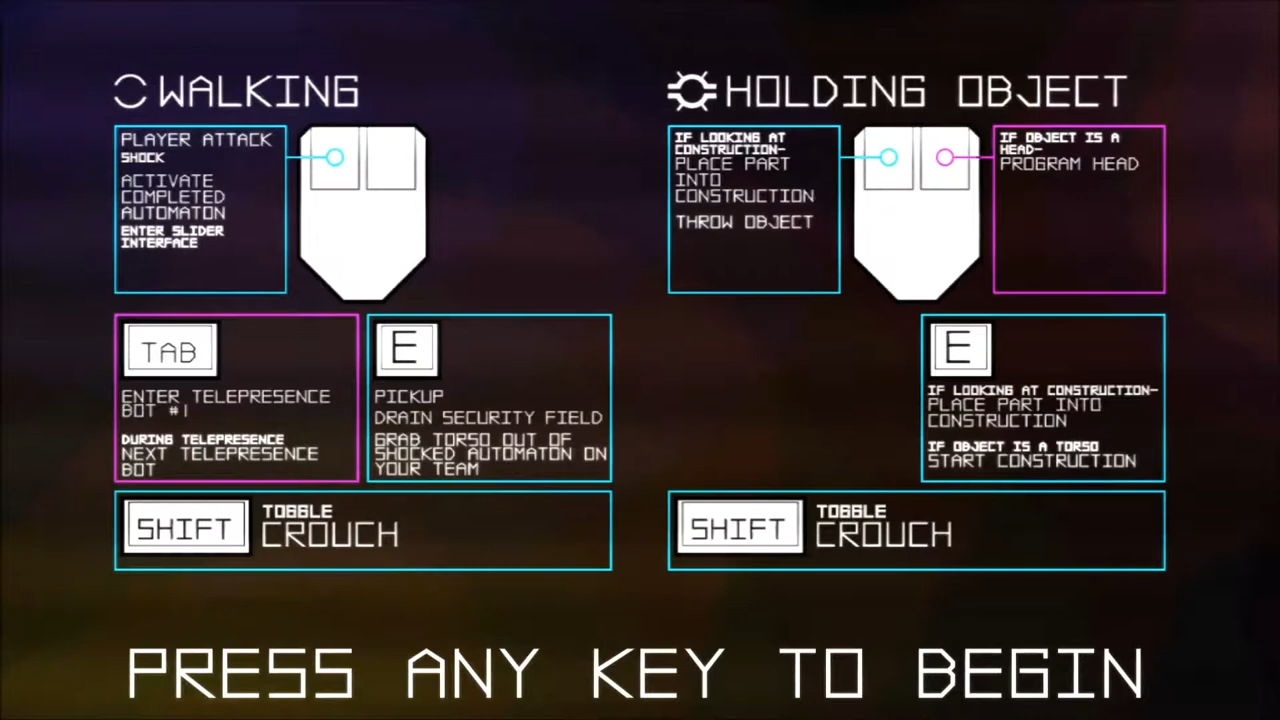 WALKING
PLAYER ATTACK
SHOCK
ACTIVATE
COMPLETED
AUTOMATON
ENTER SLIDER
INTERFACE
TAB
ENTER TELEPRESENCE
BOT #1
DURING TELEPRESENCE
NEXT TELEPRESENCE
BOT
E
PICKUP
DRAIN SECURITY FIELD
GRAB TORSO OUT OF
SHOCKED AUTOMATON ON
YOUR TEAM
SHIFT
TOGGLE
CROUCH
HOLDING OBJECT
IF LOOKING AT
CONSTRUCTION-
PLACE PART
INTO
CONSTRUCTION
THROW OBJECT
IF OBJECT IS A
HEAD-
PROGRAM HEAD
E
IF LOOKING AT CONSTRUCTION-
PLACE PART INTO
CONSTRUCTION
IF OBJECT IS A TORSO
START CONSTRUCTION
SHIFT
TOGGLE
CROUCH
PRESS ANY KEY TO BEGIN